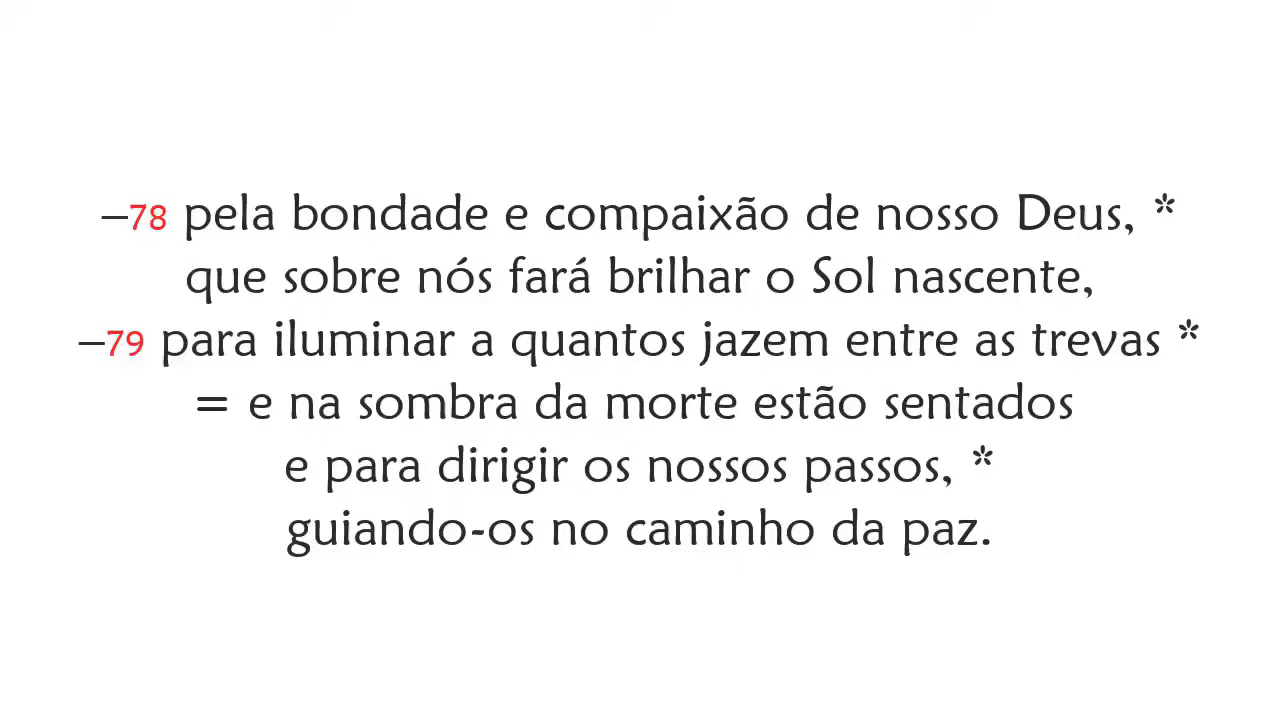 –78 pela bondade e compaixão de nosso Deus, *
que sobre nós fará brilhar o Sol nascente,
–79 para iluminar a quantos jazem entre as trevas *
= e na sombra da morte estão sentados
e para dirigir os nossos passos, *
guiando-os no caminho da paz.